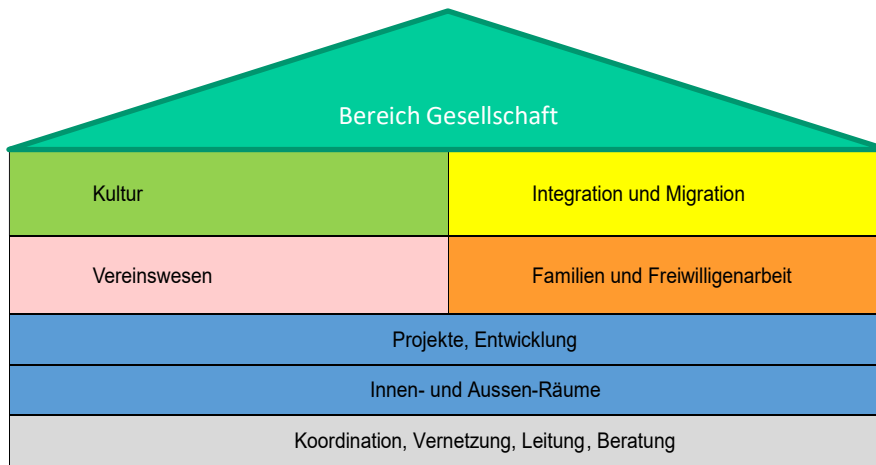 Bereich Gesellschaft
Kultur
Integration und Migration
Vereinswesen
Familien und Freiwilligenarbeit
Projekte, Entwicklung
Innen- und Aussen-Räume
Koordination, Vernetzung, Leitung, Beratung